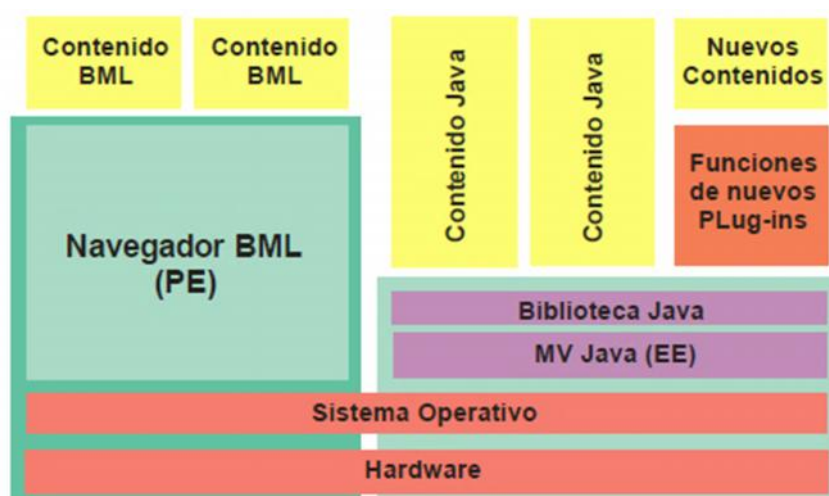 Contenido
BML
Contenido
BML
Contenido Java
Contenido Java
Nuevos
Contenidos
Funciones
de nuevos
PLug-ins
Navegador BML
(PE)
Biblioteca Java
MV Java (EE)
Sistema Operativo
Hardware